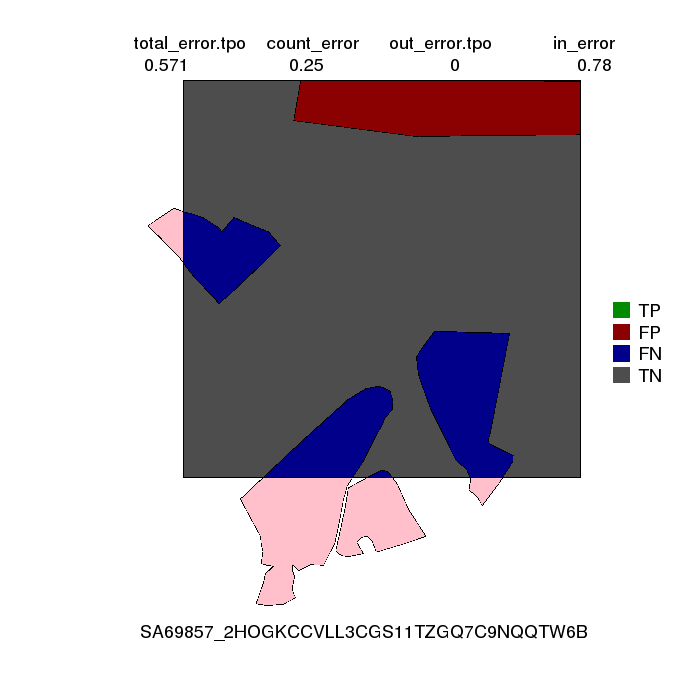 total_error.tpo count_error out_error.tpo in_error
0.571 0.25 0 0.78
TP
FP
FN
TN
SA69857_2HOGKCCVLL3CGS11TZGQ7C9NQQTW6B